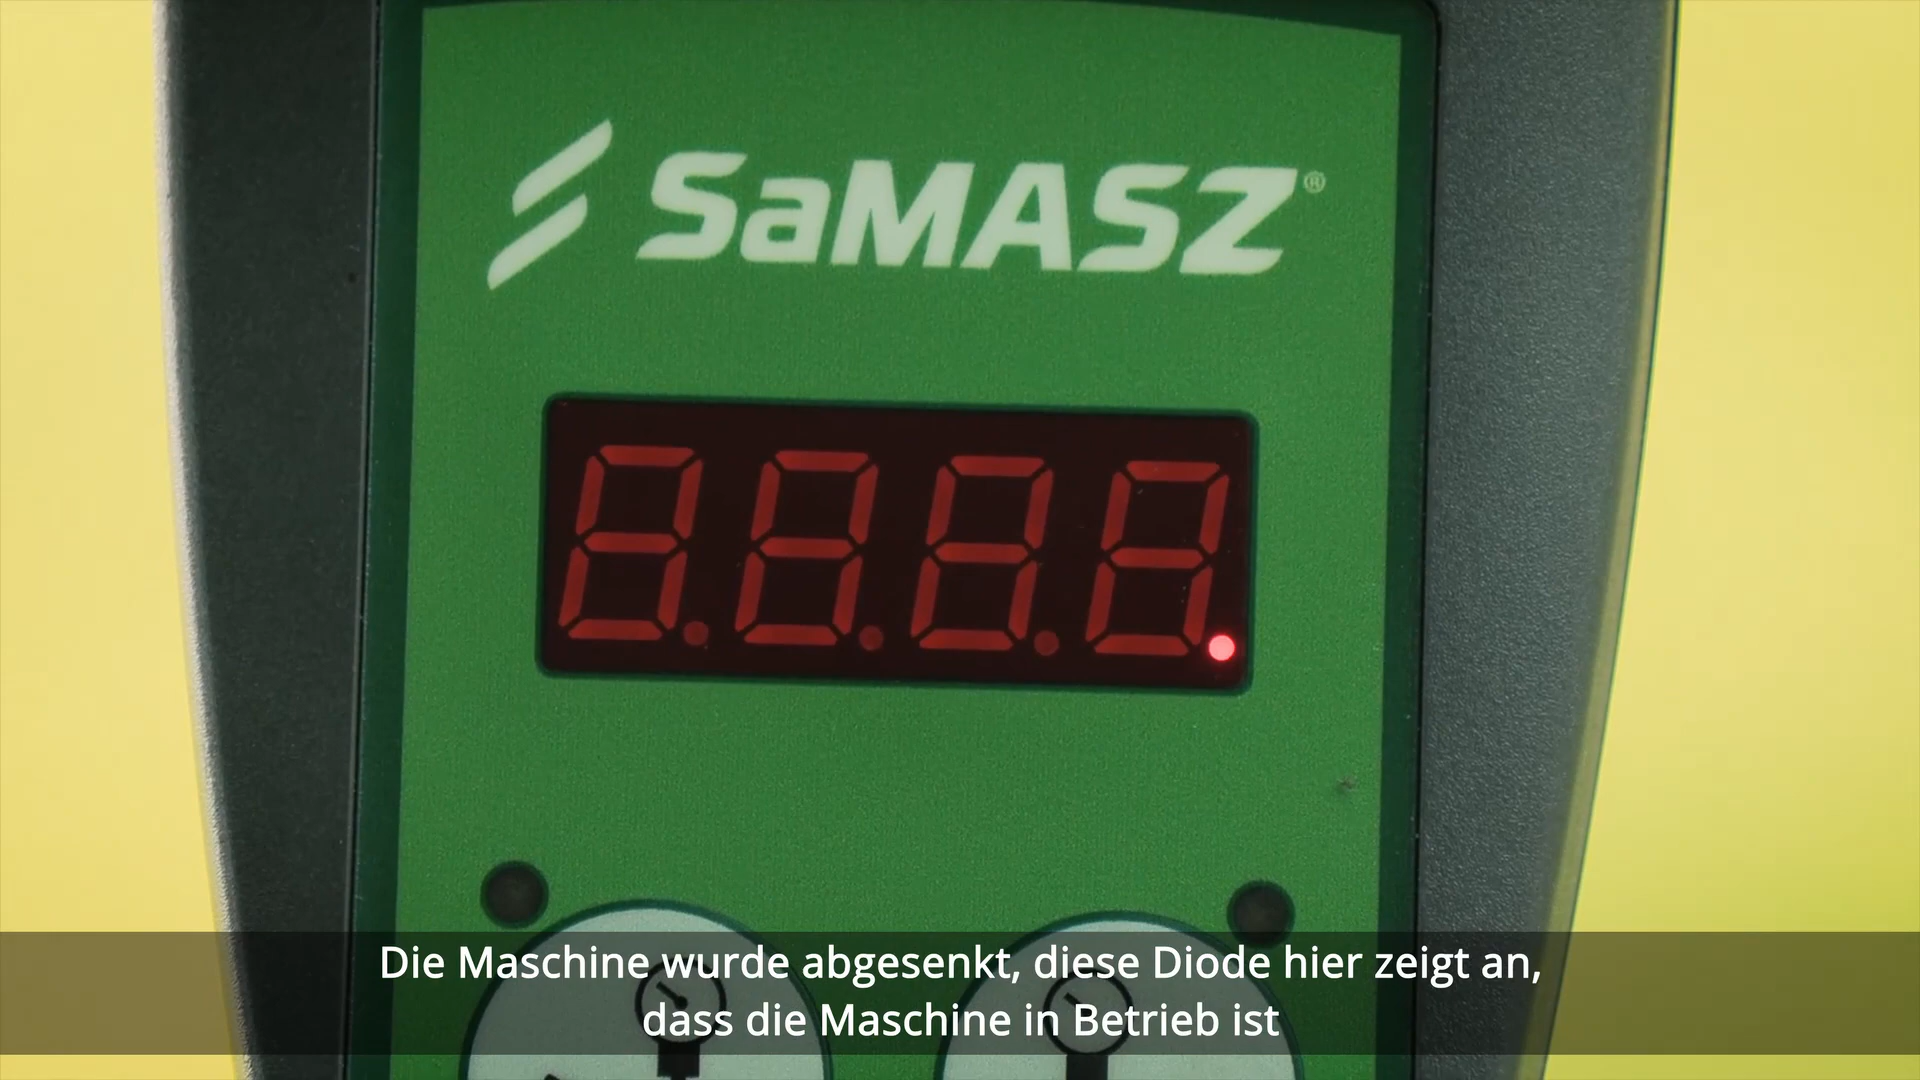 SaMASZ®
Die Maschine wurde abgesenkt, diese Diode hier zeigt an,
dass die Maschine in Betrieb ist